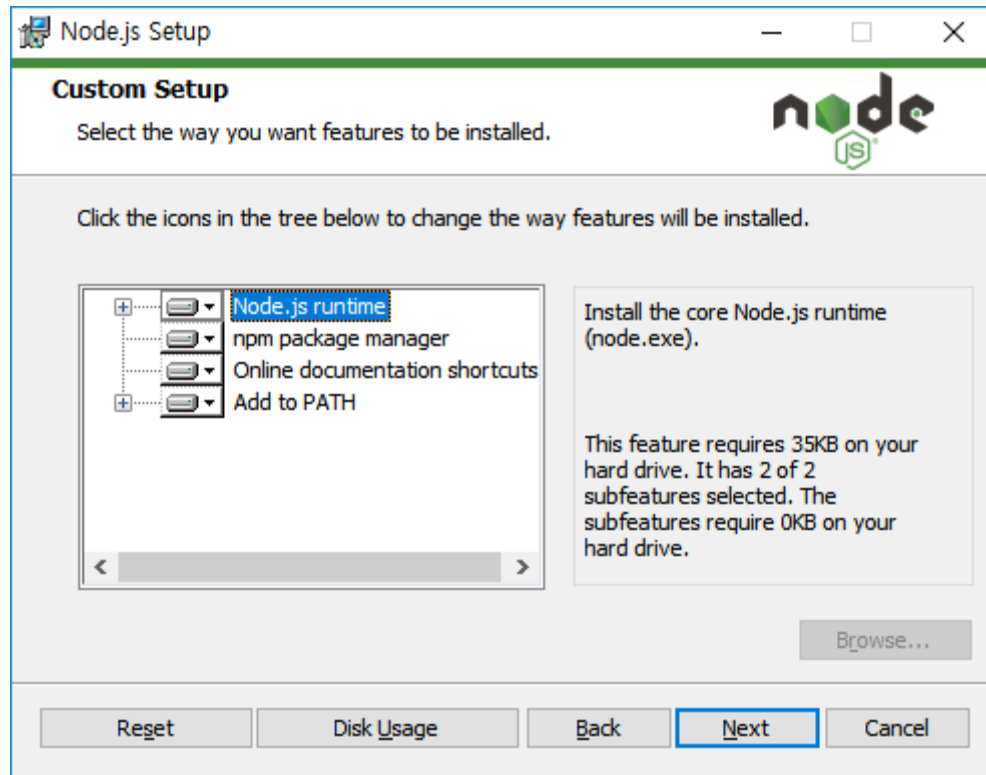 Node.js Setup
Custom Setup
Select the way you want features to be installed.
node
JS
Click the icons in the tree below to change the way features will be installed.
Node.js runtime
npm package manager
Online documentation shortcuts
Add to PATH
Install the core Node.js runtime
(node.exe).
This feature requires 35KB on your
hard drive. It has 2 of 2
subfeatures selected. The
subfeatures require 0KB on your
hard drive.
Browse...
Reset
Disk Usage
Back
Next
Cancel